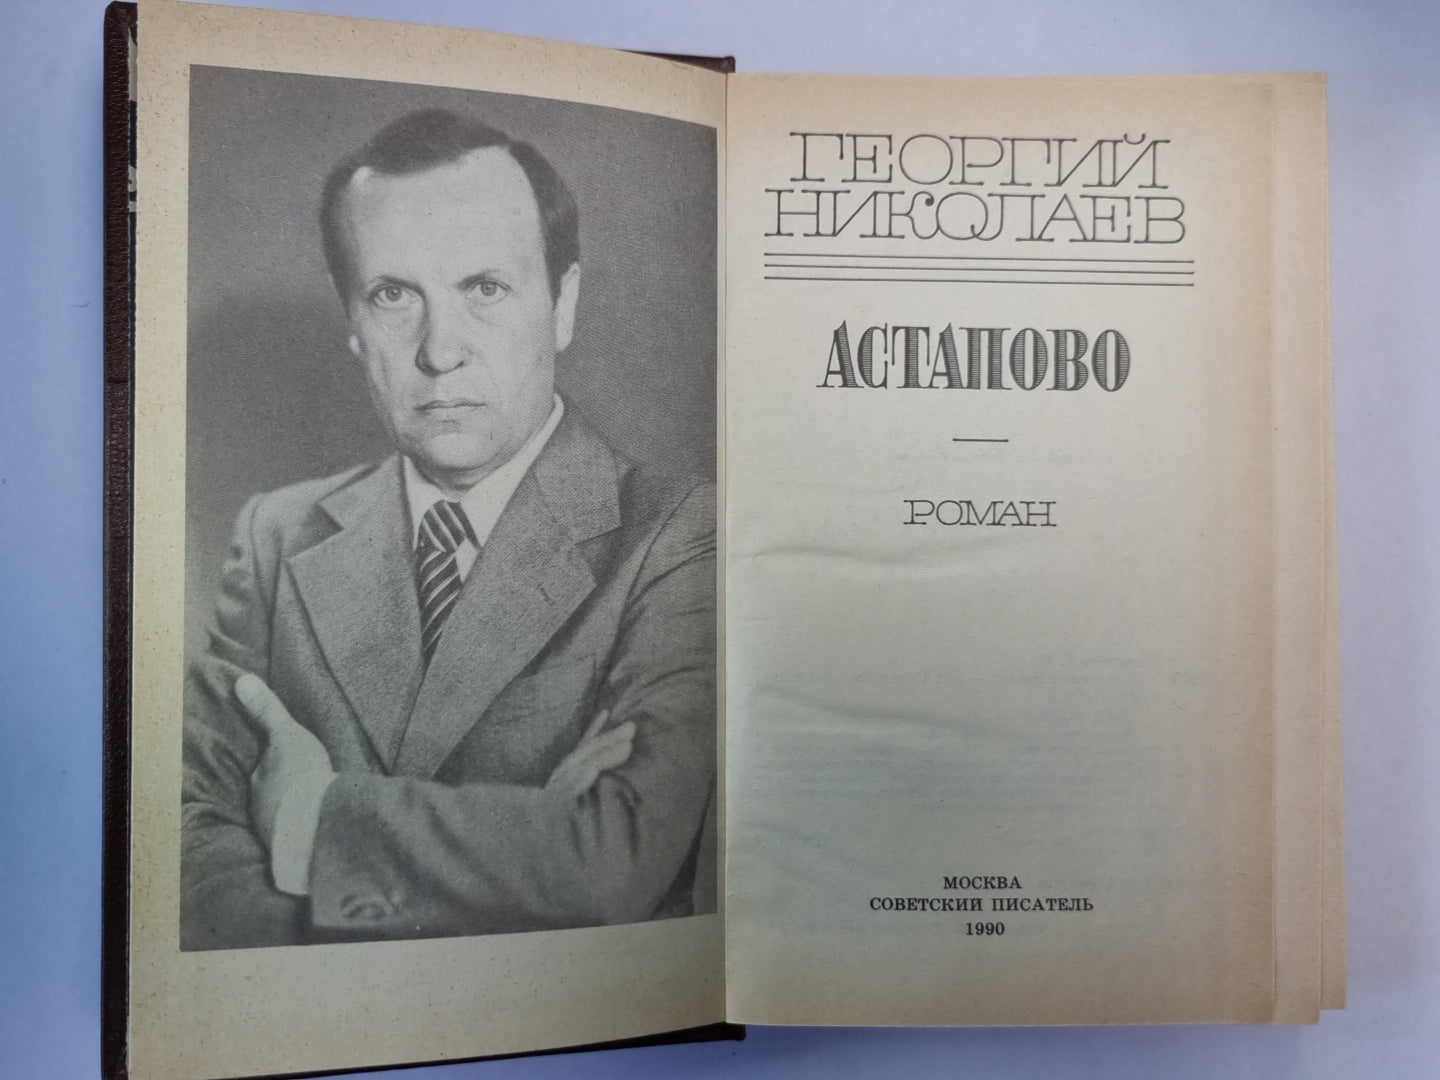 ГЕОРГИЙ
НИКОЛАЕВ
АСТАПОВО
РОМАН
МОСКВА
СОВЕТСКИЙ ПИСАТЕЛЬ
1990